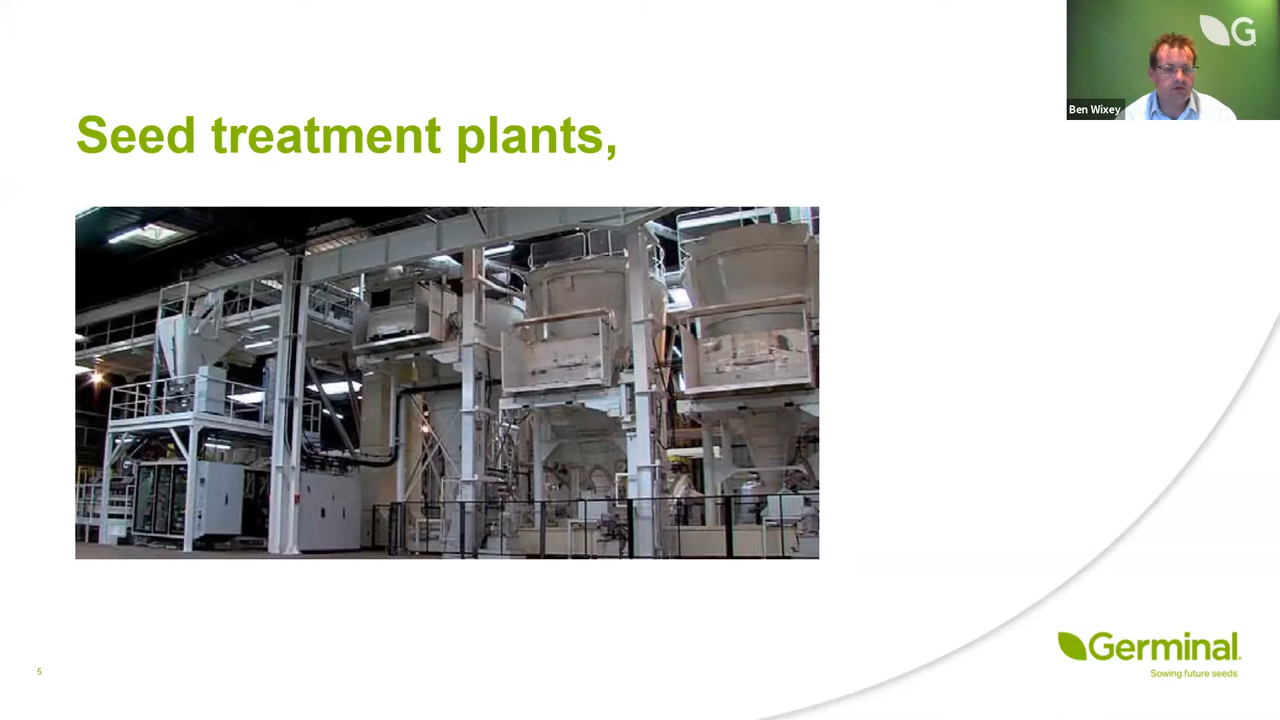 G
Ben Wixey
Seed treatment plants,
Germinal
Sowing future seeds
5